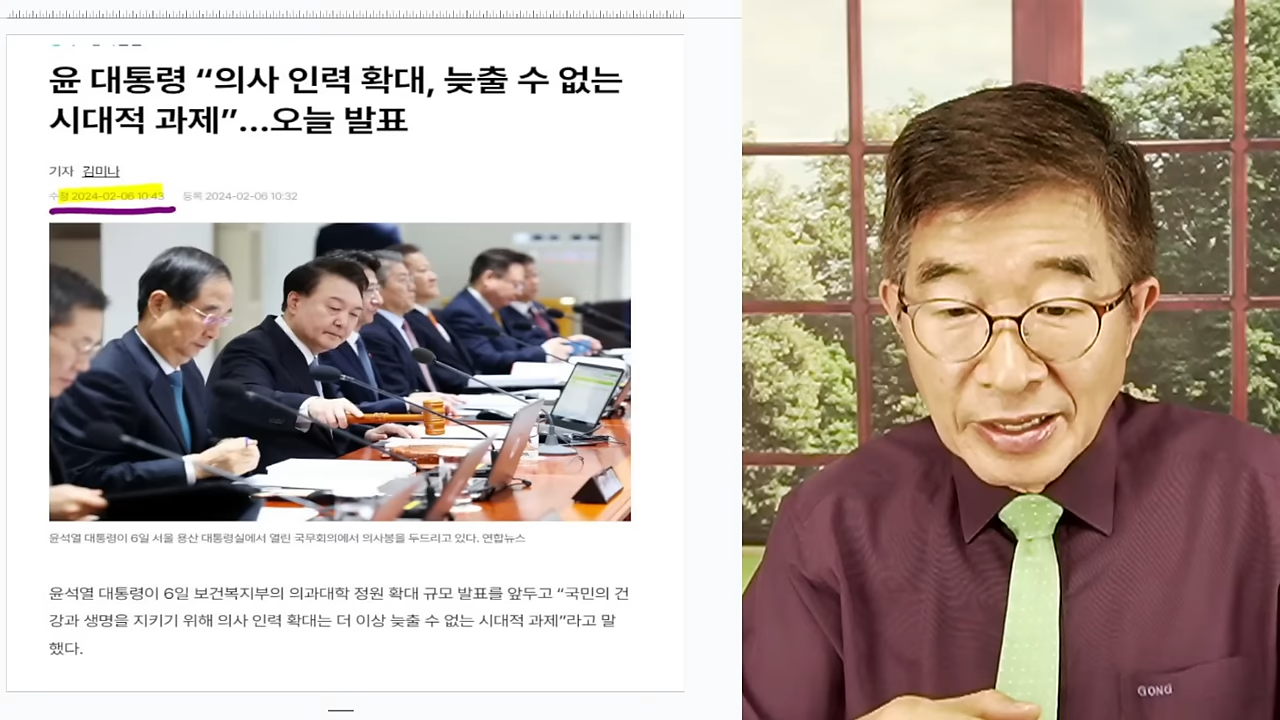 윤 대통령 “의사 인력 확대, 늦출 수 없는
시대적 과제”…오늘 발표
기자 김미나
수정 2024-02-06 10:43 등록 2024-02-06 10:32
윤석열 대통령이 6일 서울 용산 대통령실에서 열린 국무회의에서 의사봉을 두드리고 있다. 연합뉴스
윤석열 대통령이 6일 보건복지부의 의과대학 정원 확대 규모 발표를 앞두고 “국민의 건
강과 생명을 지키기 위해 의사 인력 확대는 더 이상 늦출 수 없는 시대적 과제”라고 말
했다.
GONG